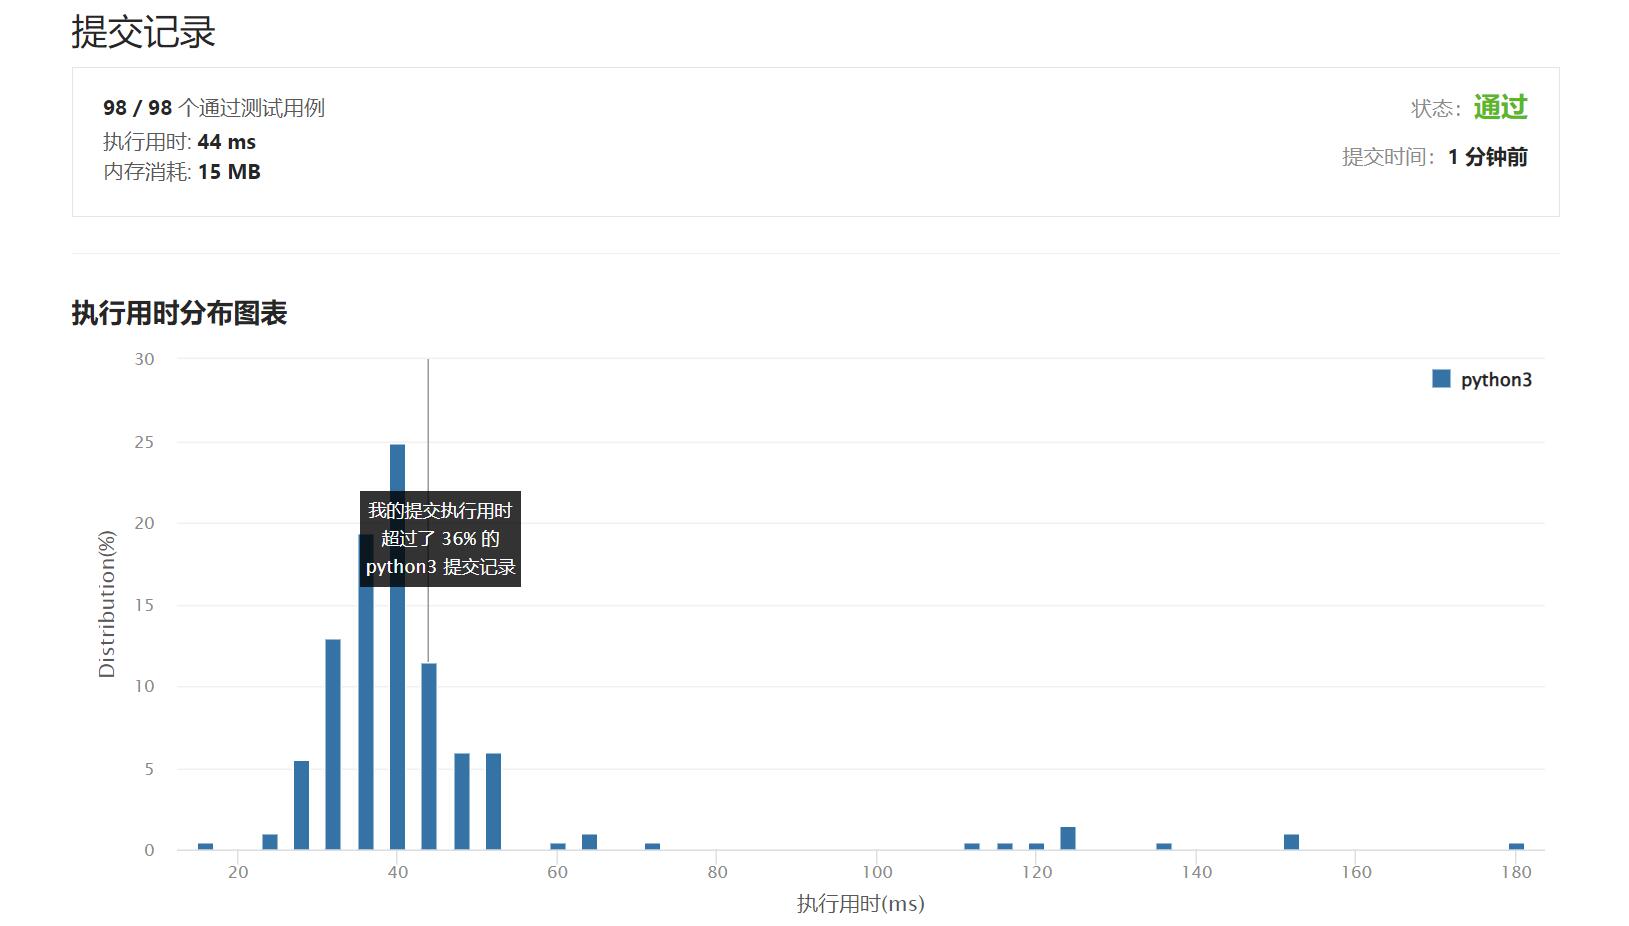 提交记录
98 / 98 个通过测试用例
状态：通过
执行用时: 44 ms
提交时间：1 分钟前
内存消耗: 15 MB
执行用时分布图表
30
python3
25
我的提交执行用时
20
超过了 36% 的
python3 提交记录
15
Distribution(%)
10
5
0
20 40 60 80 100 120 140 160 180
执行用时(ms)